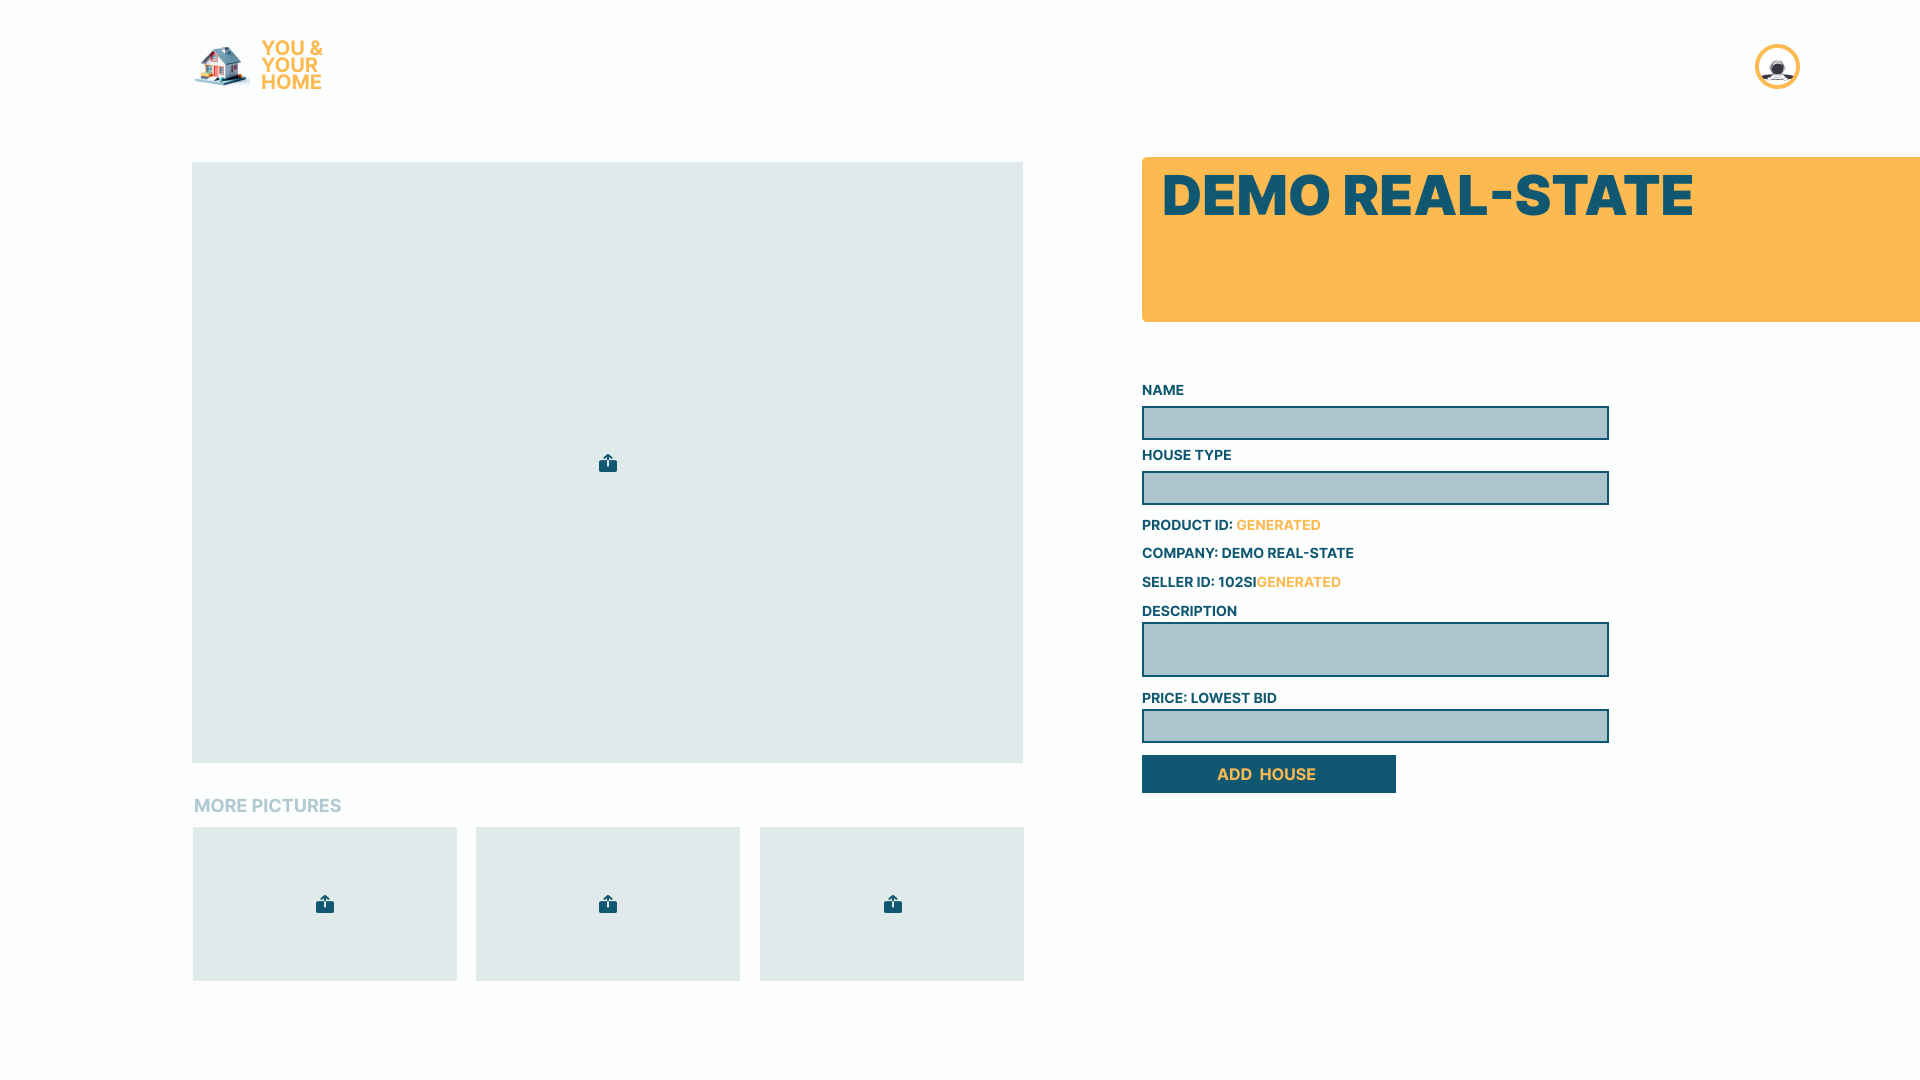 YOU &
YOUR
HOME
DEMO REAL-STATE
NAME
HOUSE TYPE
PRODUCT ID: GENERATED
COMPANY: DEMO REAL-STATE
SELLER ID: 102SIGENERATED
DESCRIPTION
PRICE: LOWEST BID
ADD HOUSE
MORE PICTURES